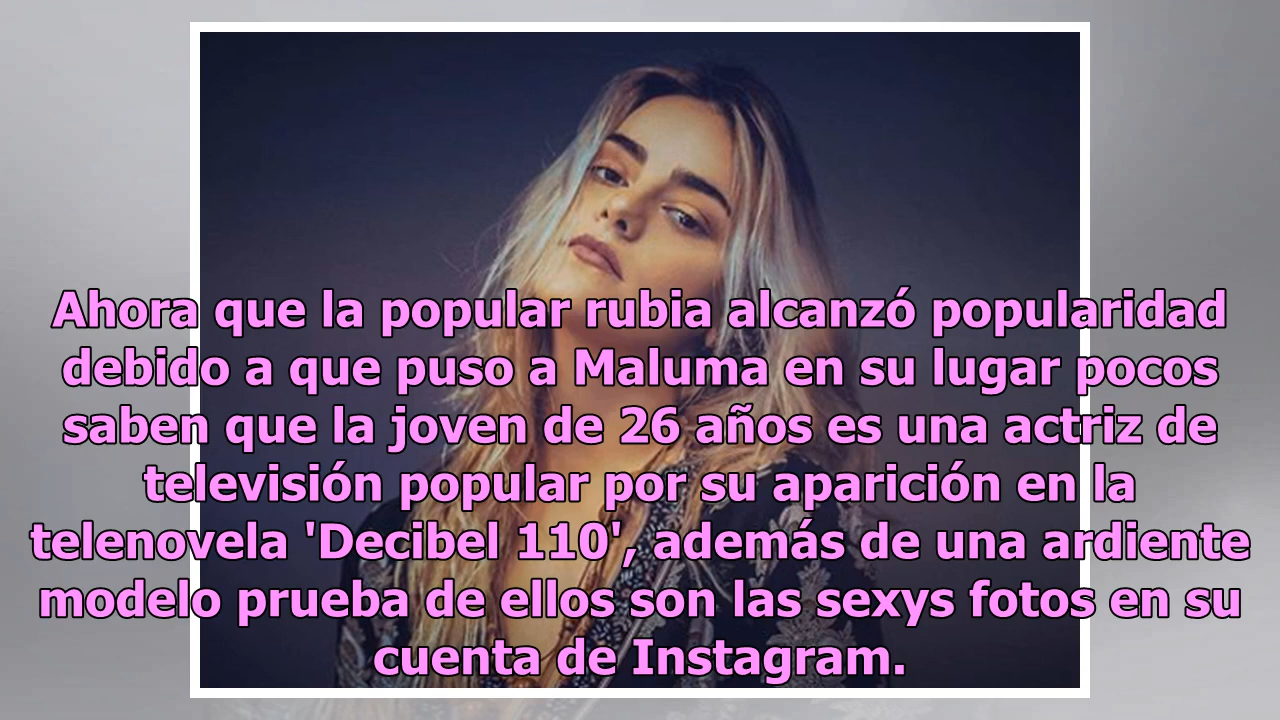 Ahora que la popular rubia alcanzó popularidad
debido a que puso a Maluma en su lugar pocos
saben que la joven de 26 años es una actriz de
televisión popular por su aparición en la
telenovela 'Decibel 110', además de una ardiente
modelo prueba de ellos son las sexys fotos en su
cuenta de Instagram.